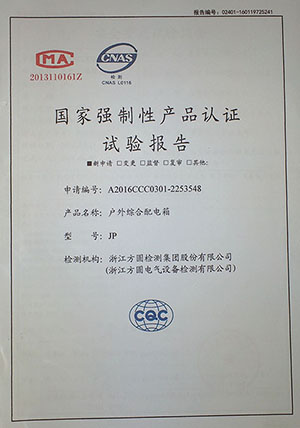 报告编号：02401-160119725241
MA
CNAS
2013110161Z
检测
CNAS L0116
国家强制性产品认证
试验报告
■新申请 □变更 □监督 □复审 □其他:
申请编号：A2016CCC0301-2253548
产品名称：户外综合配电箱
型 号：JP
检测机构：浙江方圆检测集团股份有限公司
(浙江方圆电气设备检测有限公司)
CQC